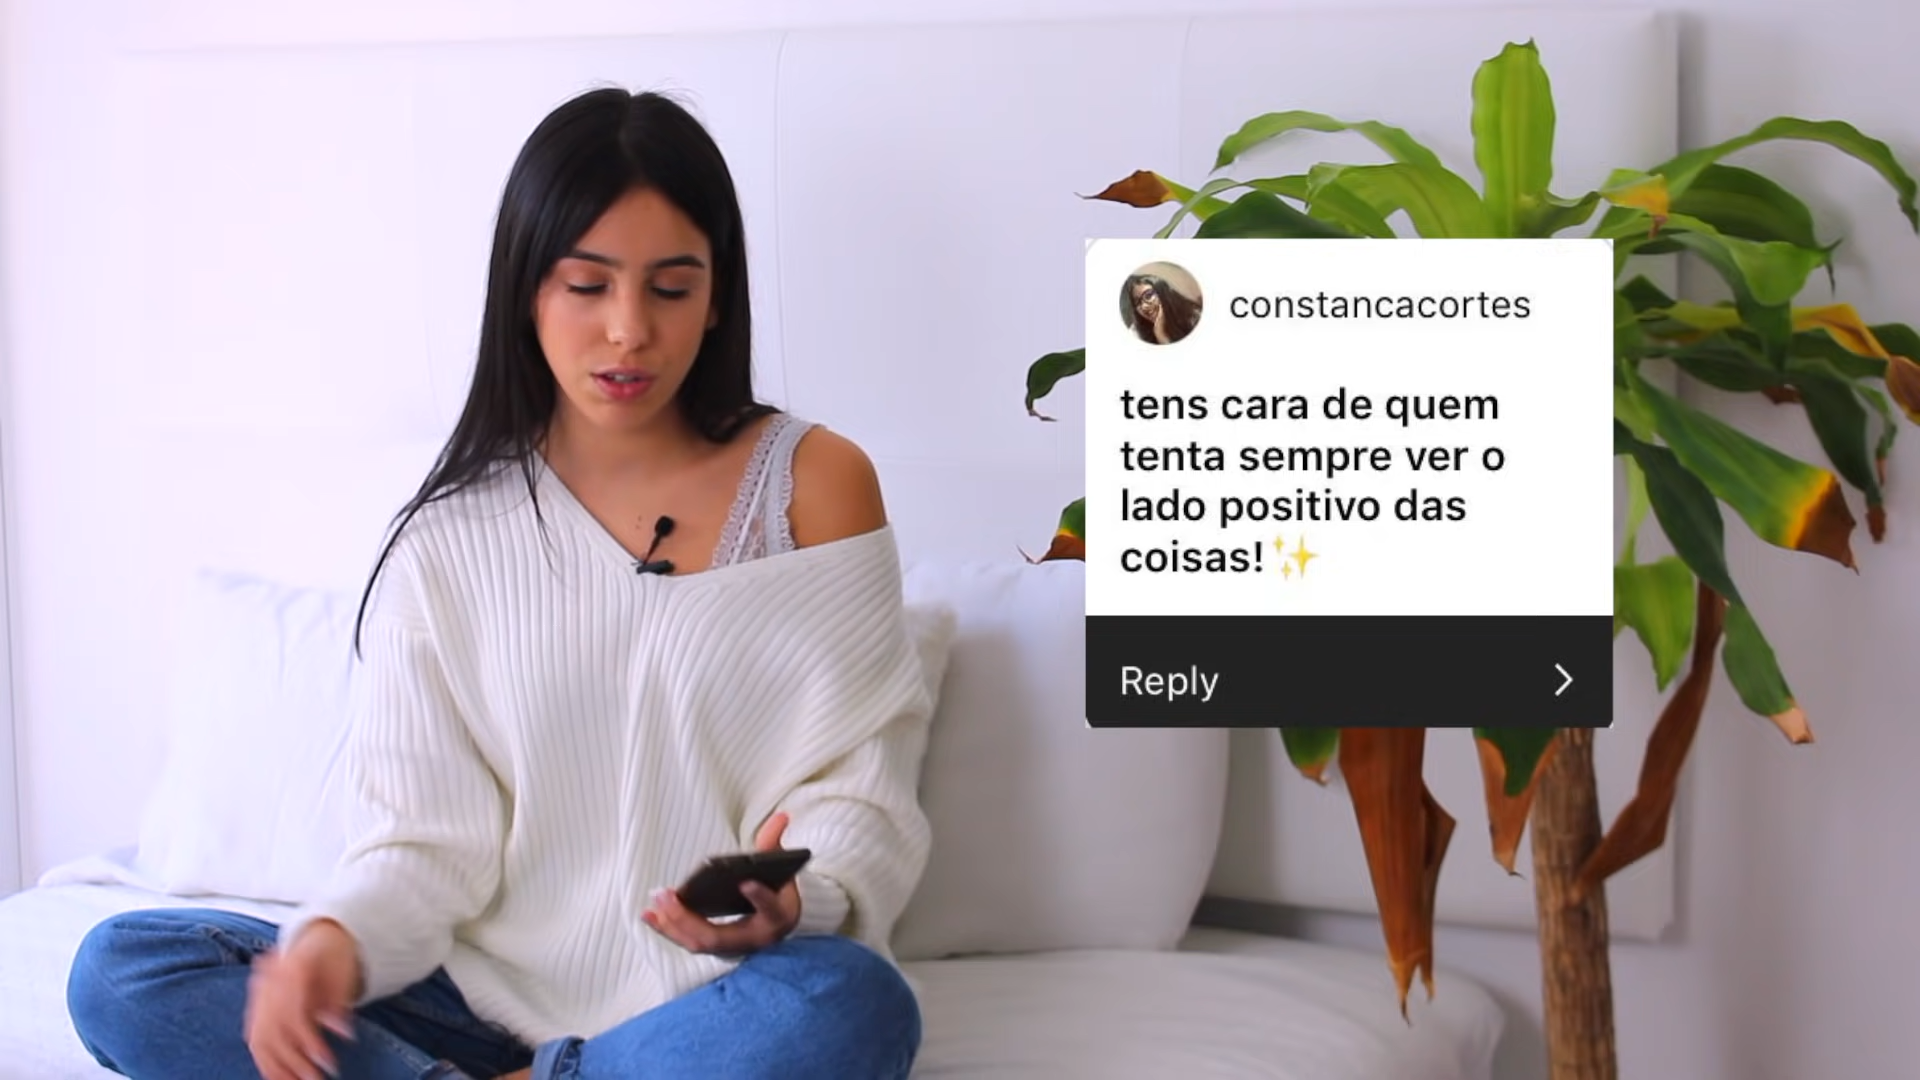 constancacortes
tens cara de quem
tenta sempre ver o
lado positivo das
coisas!✨
Reply